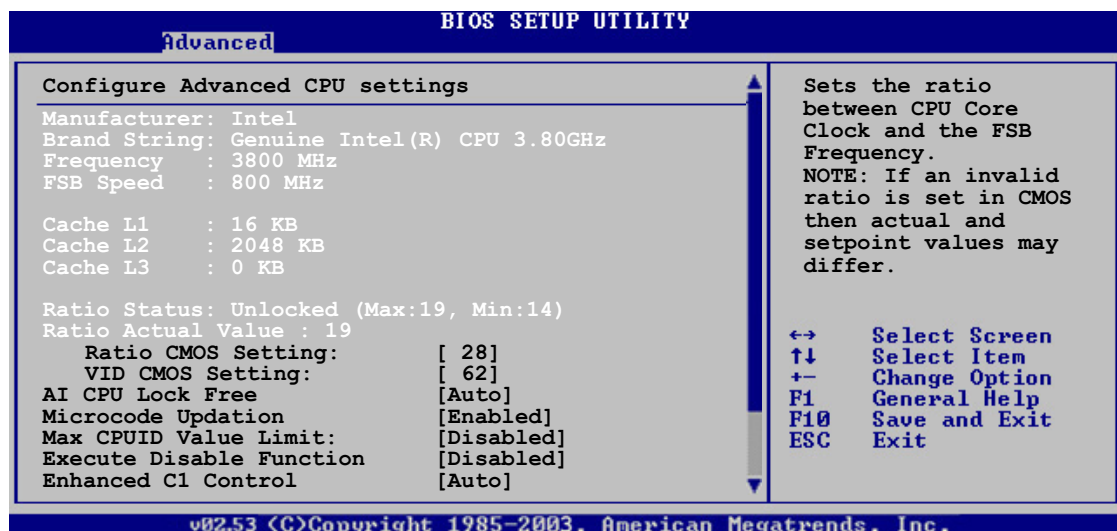 BIOS SETUP UTILITY
Advanced
Configure Advanced CPU settings
Manufacturer: Intel
Brand String: Genuine Intel(R) CPU 3.80GHz
Frequency : 3800 MHz
FSB Speed : 800 MHz
Cache L1 : 16 KB
Cache L2 : 2048 KB
Cache L3 : 0 KB
Ratio Status: Unlocked (Max:19, Min:14)
Ratio Actual Value : 19
Ratio CMOS Setting: [ 28]
VID CMOS Setting: [ 62]
AI CPU Lock Free [Auto]
Microcode Updation [Enabled]
Max CPUID Value Limit: [Disabled]
Execute Disable Function [Disabled]
Enhanced C1 Control [Auto]
Sets the ratio
between CPU Core
Clock and the FSB
Frequency.
NOTE: If an invalid
ratio is set in CMOS
then actual and
setpoint values may
differ.
←→ Select Screen
↑↓ Select Item
+- Change Option
F1 General Help
F10 Save and Exit
ESC Exit
v02.53 (C)Copyright 1985-2003, American Megatrends, Inc.